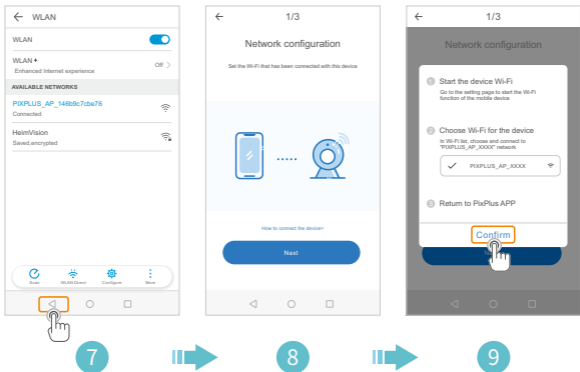 WLAN
WLAN
WLAN +
Enhanced Internet experience
Off
AVAILABLE NETWORKS
PIXPLUS_AP_146b9c7cba76
Connected
HeimVision
Saved,encrypted
Scan
WLAN Direct
Configure
More
7
1/3
Network configuration
Set the Wi-Fi that has been connected with this device
How to connect the device>
Next
8
1/3
Network configuration
1 Start the device Wi-Fi
Go to the setting page to start the Wi-Fi
function of the mobile device
2 Choose Wi-Fi for the device
In Wi-Fi list, choose and connect to
"PIXPLUS_AP_XXXX" network
PIXPLUS_AP_XXXX
3 Return to PixPlus APP
Confirm
9